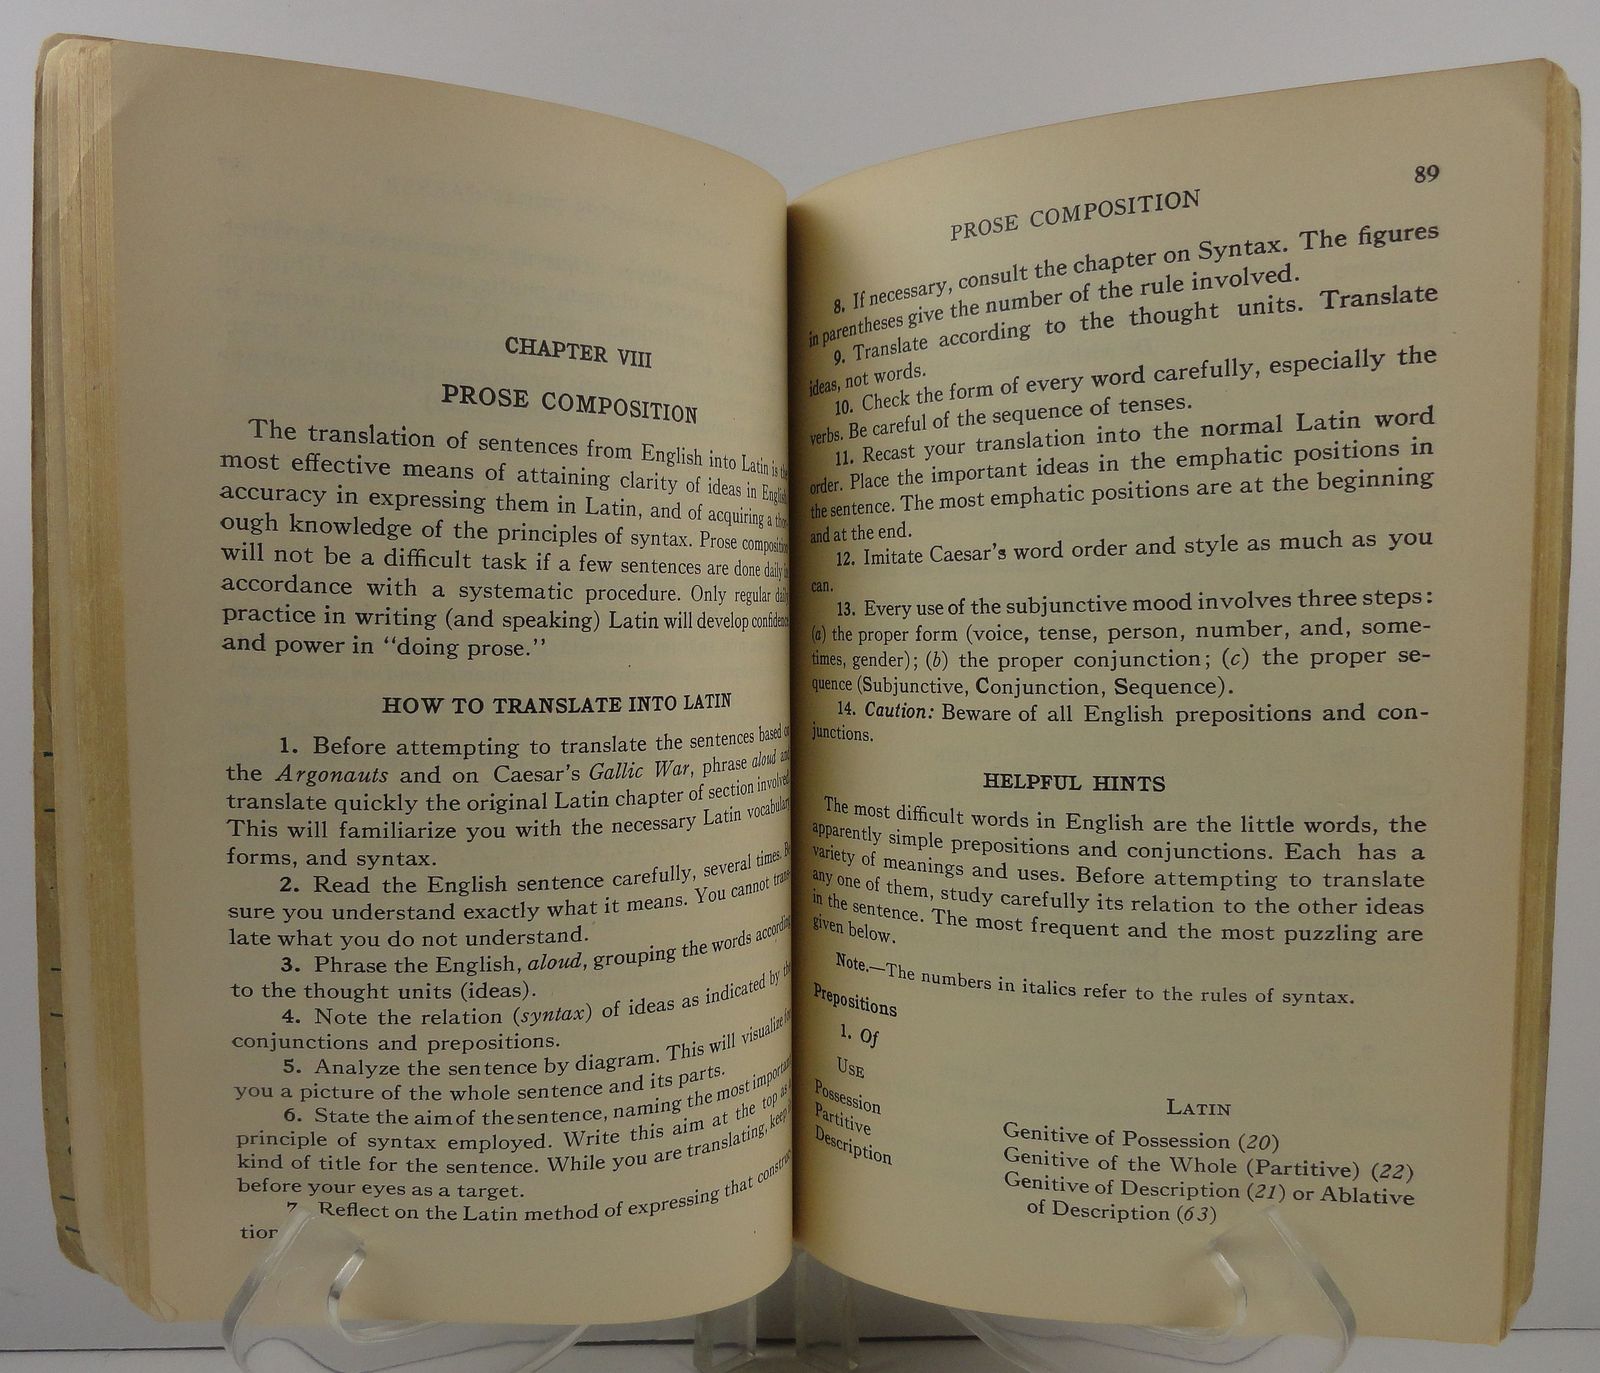 CHAPTER VIII
PROSE COMPOSITION
The translation of sentences from English into Latin is the
most effective means of attaining clarity of ideas in English,
accuracy in expressing them in Latin, and of acquiring a thor-
ough knowledge of the principles of syntax. Prose composition
will not be a difficult task if a few sentences are done daily in
accordance with a systematic procedure. Only regular daily
practice in writing (and speaking) Latin will develop confidence
and power in "doing prose."
HOW TO TRANSLATE INTO LATIN
1. Before attempting to translate the sentences based on
the Argonauts and on Caesar's Gallic War, phrase aloud and
translate quickly the original Latin chapter of section involved.
This will familiarize you with the necessary Latin vocabulary,
forms, and syntax.
2. Read the English sentence carefully, several times. Be
sure you understand exactly what it means. You cannot trans-
late what you do not understand.
3. Phrase the English, aloud, grouping the words according
to the thought units (ideas).
4. Note the relation (syntax) of ideas as indicated by the
conjunctions and prepositions.
5. Analyze the sentence by diagram. This will visualize for
you a picture of the whole sentence and its parts.
6. State the aim of the sentence, naming the most important
principle of syntax employed. Write this aim at the top as a
kind of title for the sentence. While you are translating, keep it
before your eyes as a target.
7. Reflect on the Latin method of expressing that construc-
tion
PROSE COMPOSITION 89
8. If necessary, consult the chapter on Syntax. The figures
in parentheses give the number of the rule involved.
9. Translate according to the thought units. Translate
ideas, not words.
10. Check the form of every word carefully, especially the
verbs. Be careful of the sequence of tenses.
11. Recast your translation into the normal Latin word
order. Place the important ideas in the emphatic positions in
the sentence. The most emphatic positions are at the beginning
and at the end.
12. Imitate Caesar's word order and style as much as you
can.
13. Every use of the subjunctive mood involves three steps:
(a) the proper form (voice, tense, person, number, and, some-
times, gender); (b) the proper conjunction; (c) the proper se-
quence (Subjunctive, Conjunction, Sequence).
14. Caution: Beware of all English prepositions and con-
junctions.
HELPFUL HINTS
The most difficult words in English are the little words, the
apparently simple prepositions and conjunctions. Each has a
variety of meanings and uses. Before attempting to translate
any one of them, study carefully its relation to the other ideas
in the sentence. The most frequent and the most puzzling are
given below.
Note.—The numbers in italics refer to the rules of syntax.
Prepositions
1. Of
USE LATIN
Possession Genitive of Possession (20)
Partitive Genitive of the Whole (Partitive) (22)
Description Genitive of Description (21) or Ablative
of Description (63)